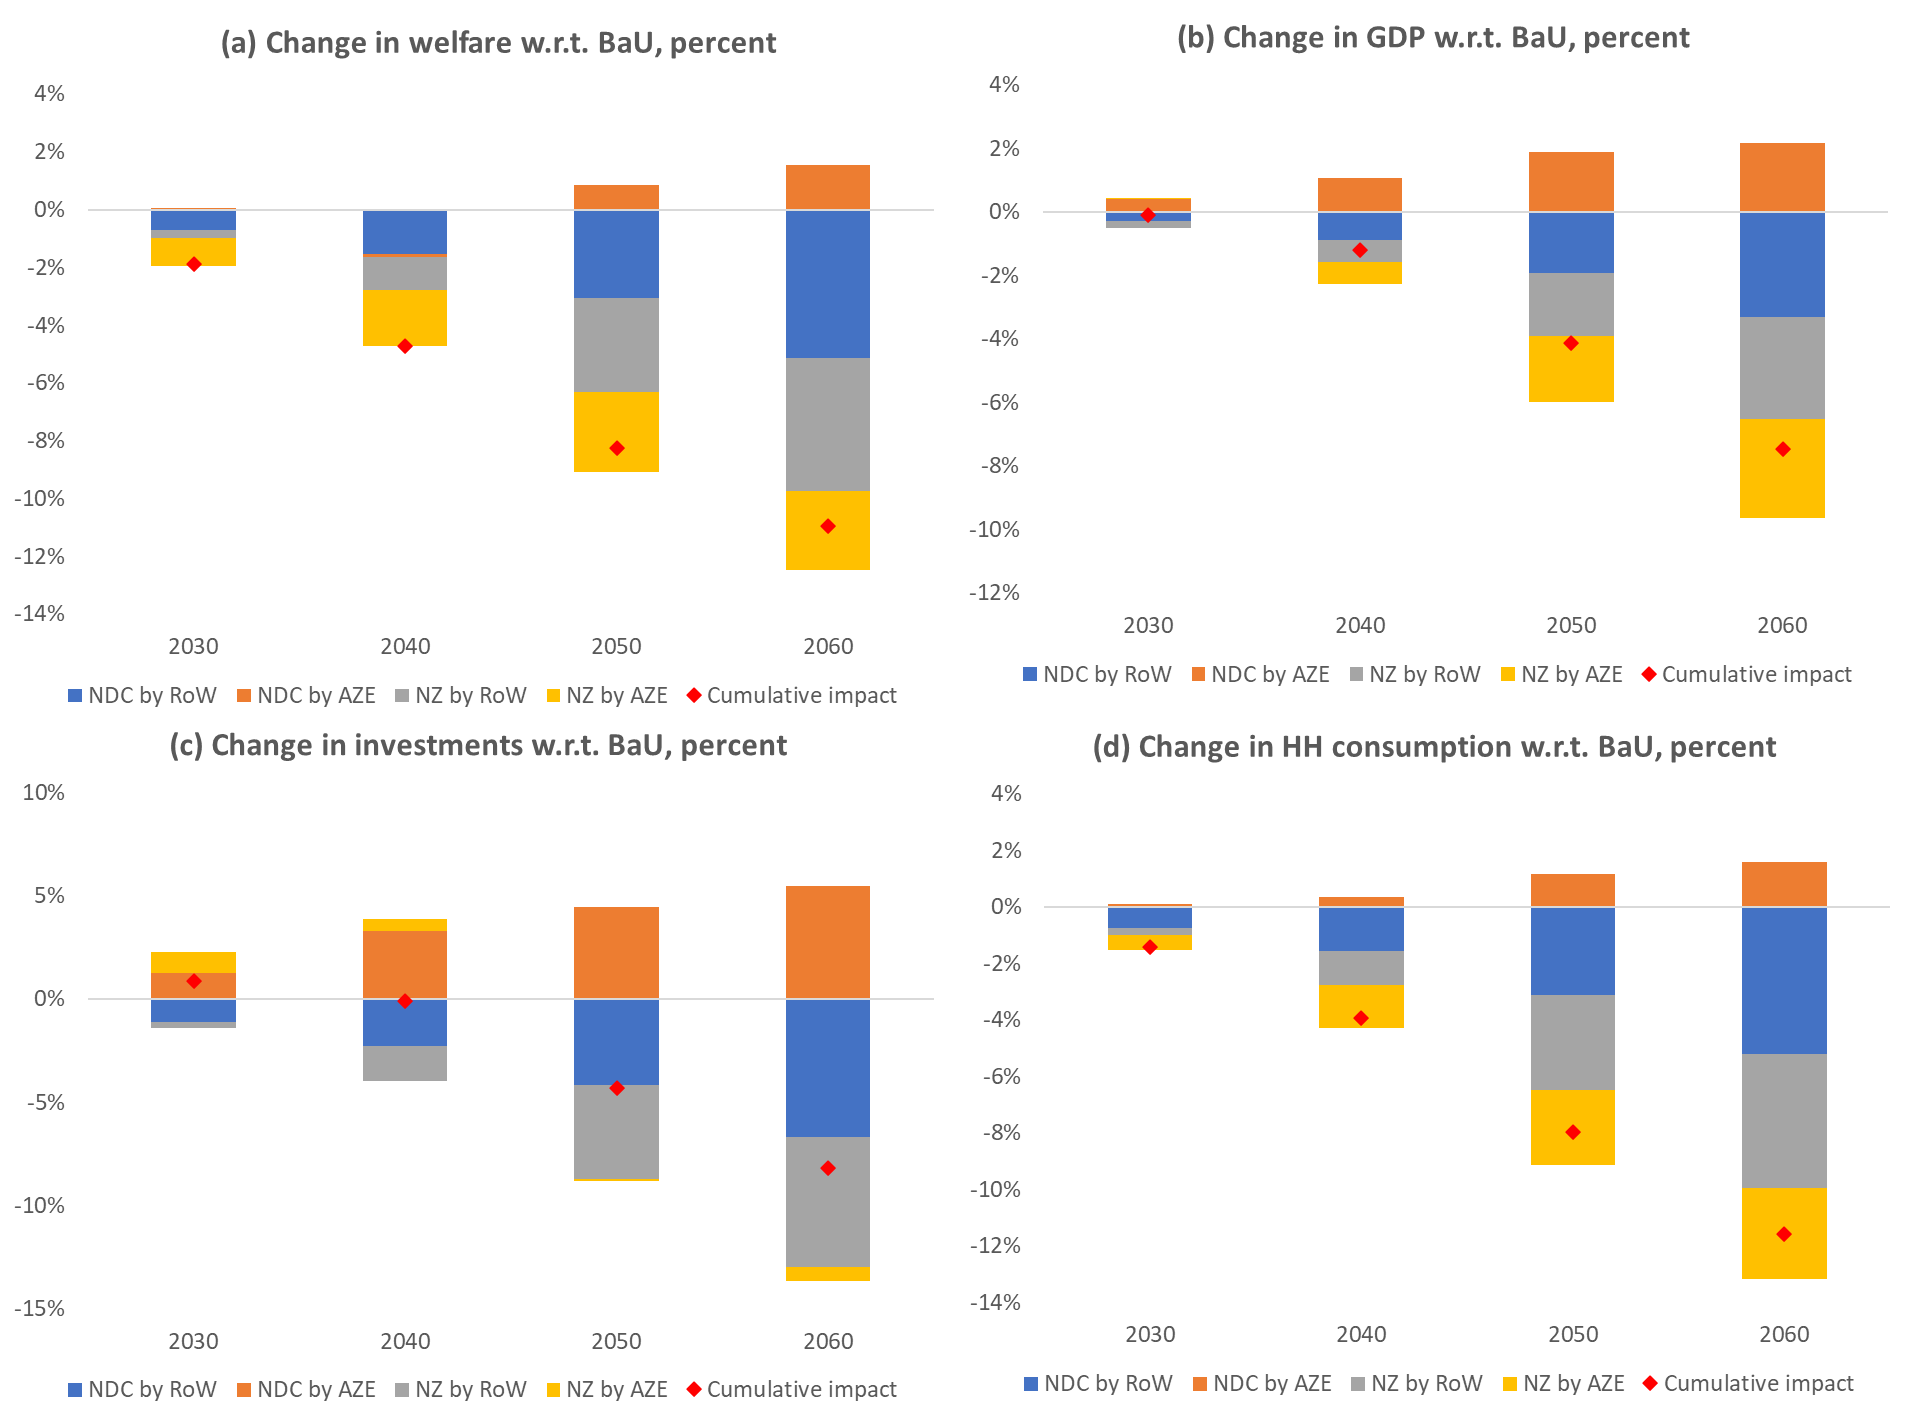 (a) Change in welfare w.r.t. BaU, percent
4%
2%
0%
-2%
-4%
-6%
-8%
-10%
-12%
-14%
2030 2040 2050 2060
NDC by RoW NDC by AZE NZ by RoW NZ by AZE Cumulative impact
(b) Change in GDP w.r.t. BaU, percent
4%
2%
0%
-2%
-4%
-6%
-8%
-10%
-12%
2030 2040 2050 2060
NDC by RoW NDC by AZE NZ by RoW NZ by AZE Cumulative impact
(c) Change in investments w.r.t. BaU, percent
10%
5%
0%
-5%
-10%
-15%
2030 2040 2050 2060
NDC by RoW NDC by AZE NZ by RoW NZ by AZE Cumulative impact
(d) Change in HH consumption w.r.t. BaU, percent
4%
2%
0%
-2%
-4%
-6%
-8%
-10%
-12%
-14%
2030 2040 2050 2060
NDC by RoW NDC by AZE NZ by RoW NZ by AZE Cumulative impact